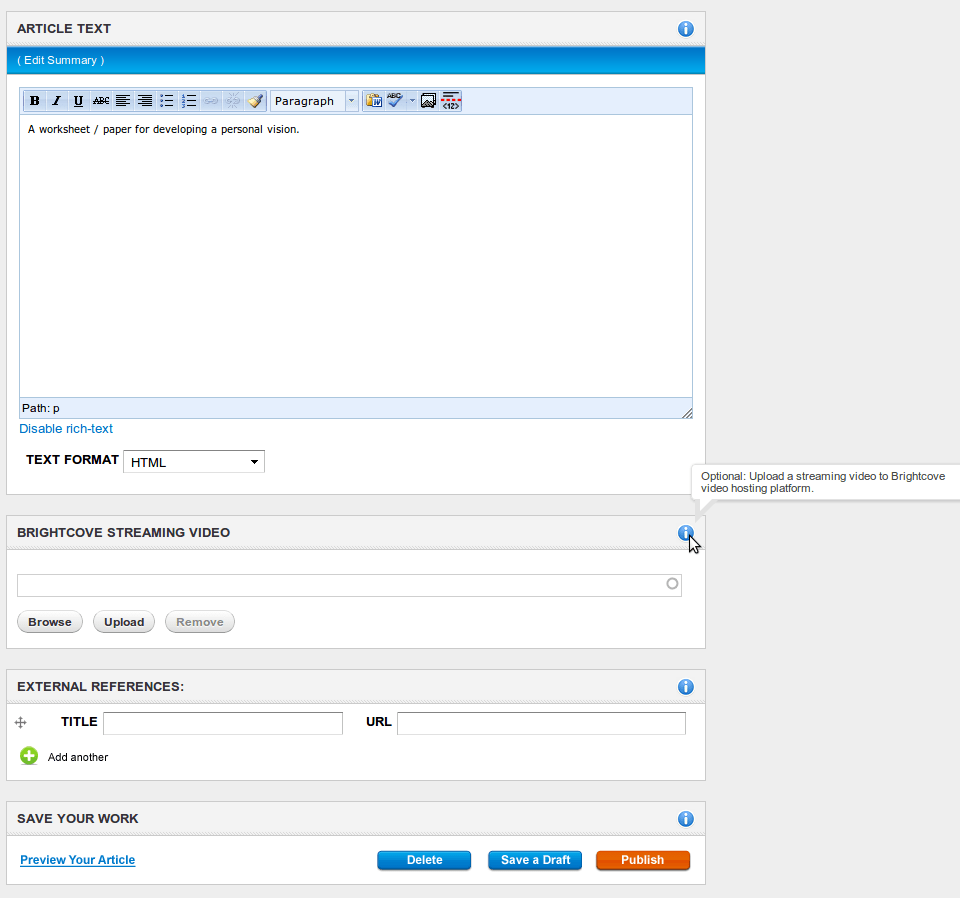 ARTICLE TEXT
( Edit Summary )
B I U ABC Paragraph ABC <12>
A worksheet / paper for developing a personal vision.
Path: p
Disable rich-text
TEXT FORMAT HTML
Optional: Upload a streaming video to Brightcove
video hosting platform.
BRIGHTCOVE STREAMING VIDEO
Browse Upload Remove
EXTERNAL REFERENCES:
TITLE URL
Add another
SAVE YOUR WORK
Preview Your Article Delete Save a Draft Publish